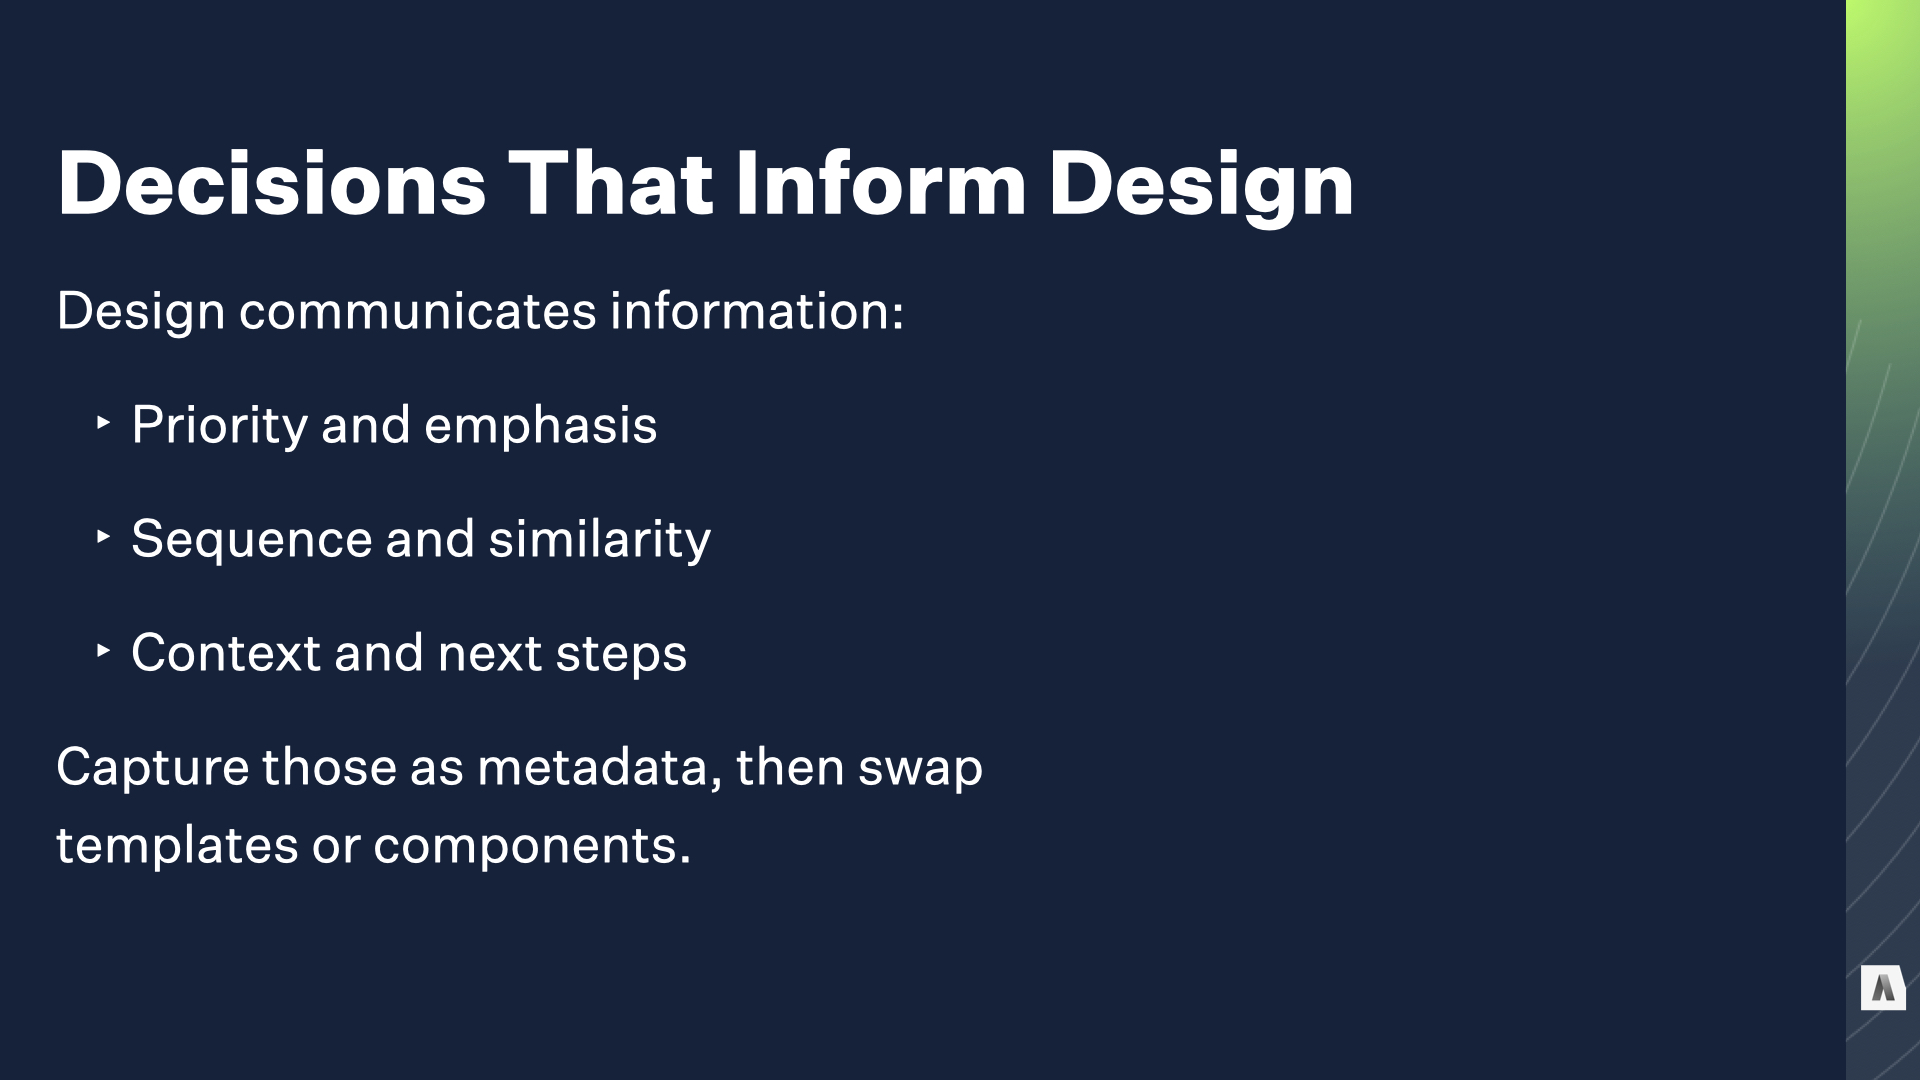 Decisions That Inform Design
Design communicates information:
‣ Priority and emphasis
‣ Sequence and similarity
‣ Context and next steps
Capture those as metadata, then swap
templates or components.